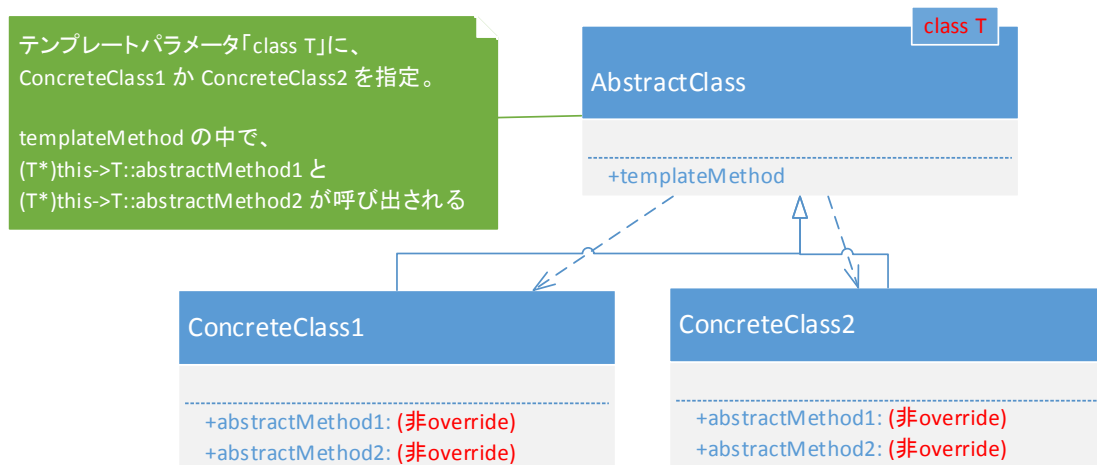 テンプレートパラメータ「class T」に、
ConcreteClass1 か ConcreteClass2 を指定。
templateMethod の中で、
(T*)this->T::abstractMethod1 と
(T*)this->T::abstractMethod2 が呼び出される
class T
AbstractClass
+templateMethod
ConcreteClass1
+abstractMethod1: (非override)
+abstractMethod2: (非override)
ConcreteClass2
+abstractMethod1: (非override)
+abstractMethod2: (非override)